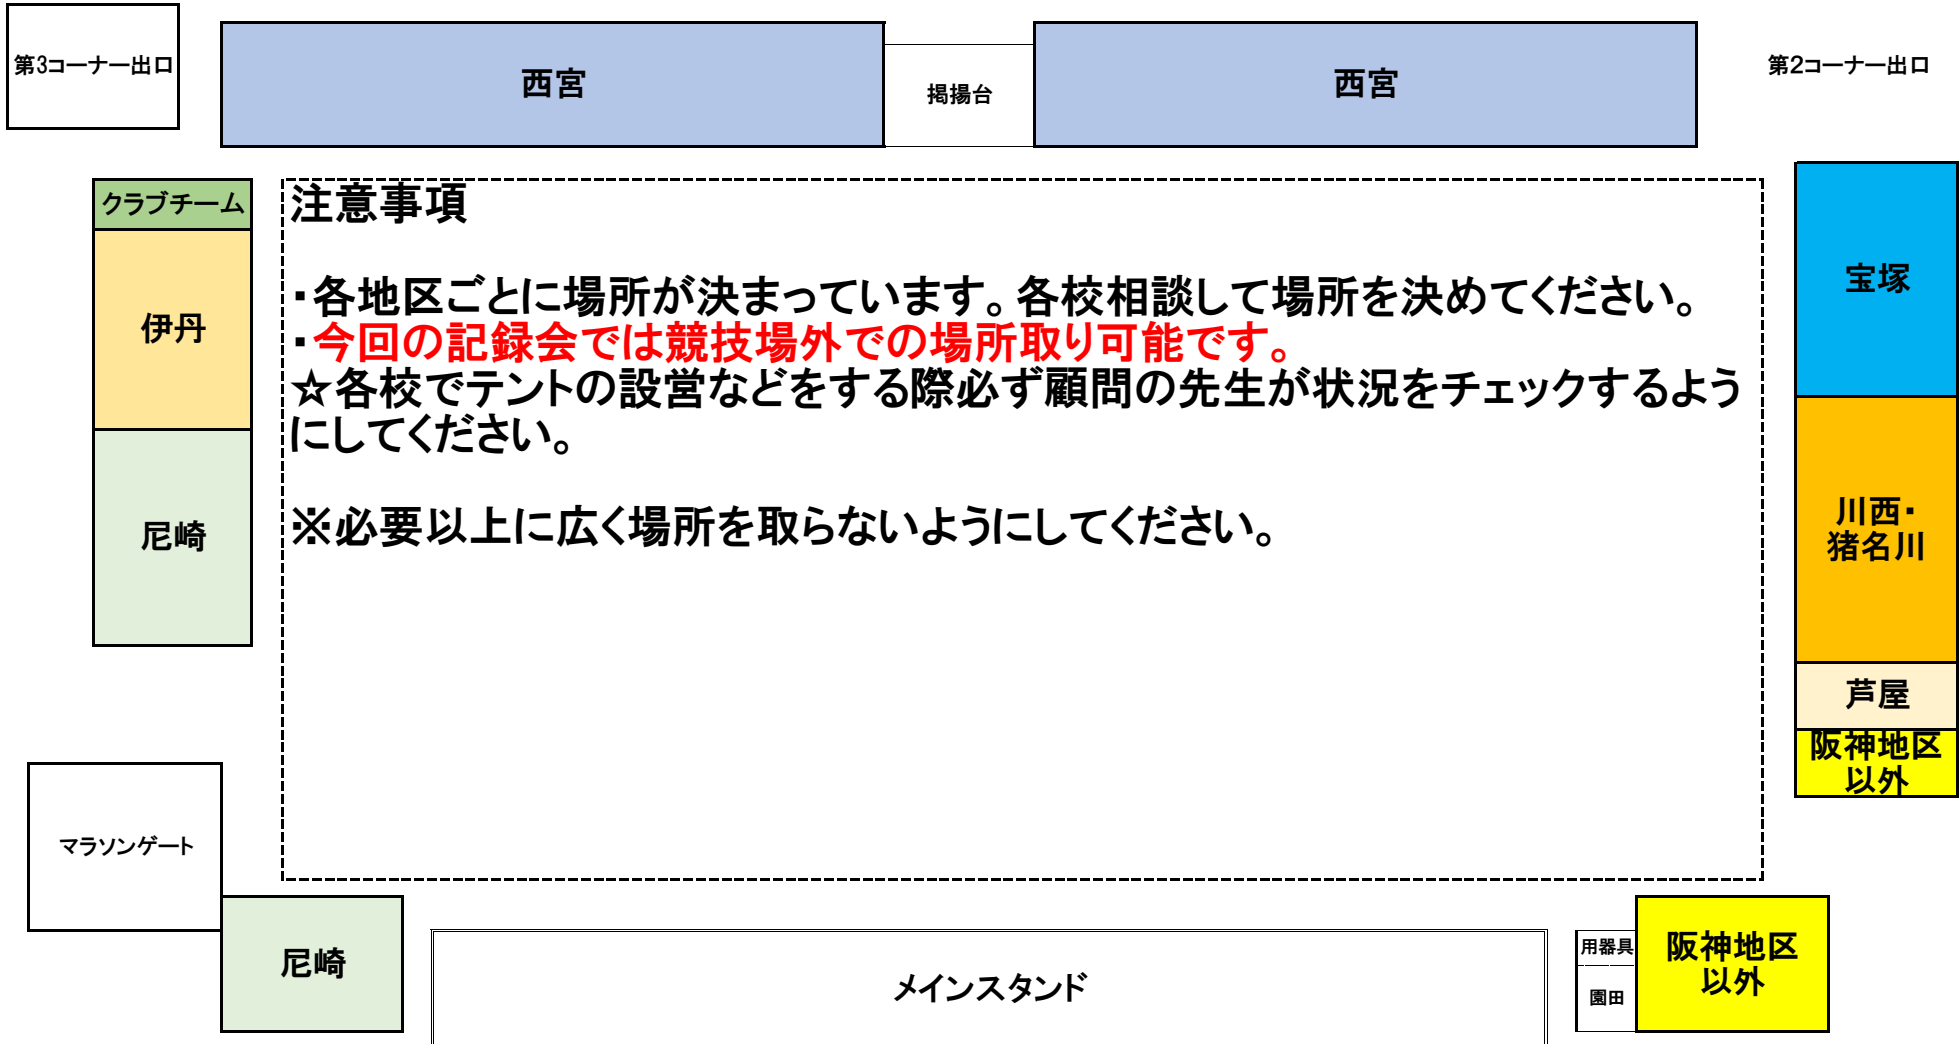 第3コーナー出口
西宮
掲揚台
西宮
第2コーナー出口
クラブチーム
伊丹
尼崎
注意事項
・各地区ごとに場所が決まっています。各校相談して場所を決めてください。
・今回の記録会では競技場外での場所取り可能です。
☆各校でテントの設営などをする際必ず顧問の先生が状況をチェックするよう
にしてください。
※必要以上に広く場所を取らないようにしてください。
宝塚
川西・
猪名川
芦屋
阪神地区
以外
マラソンゲート
尼崎
メインスタンド
用器具
園田
阪神地区
以外